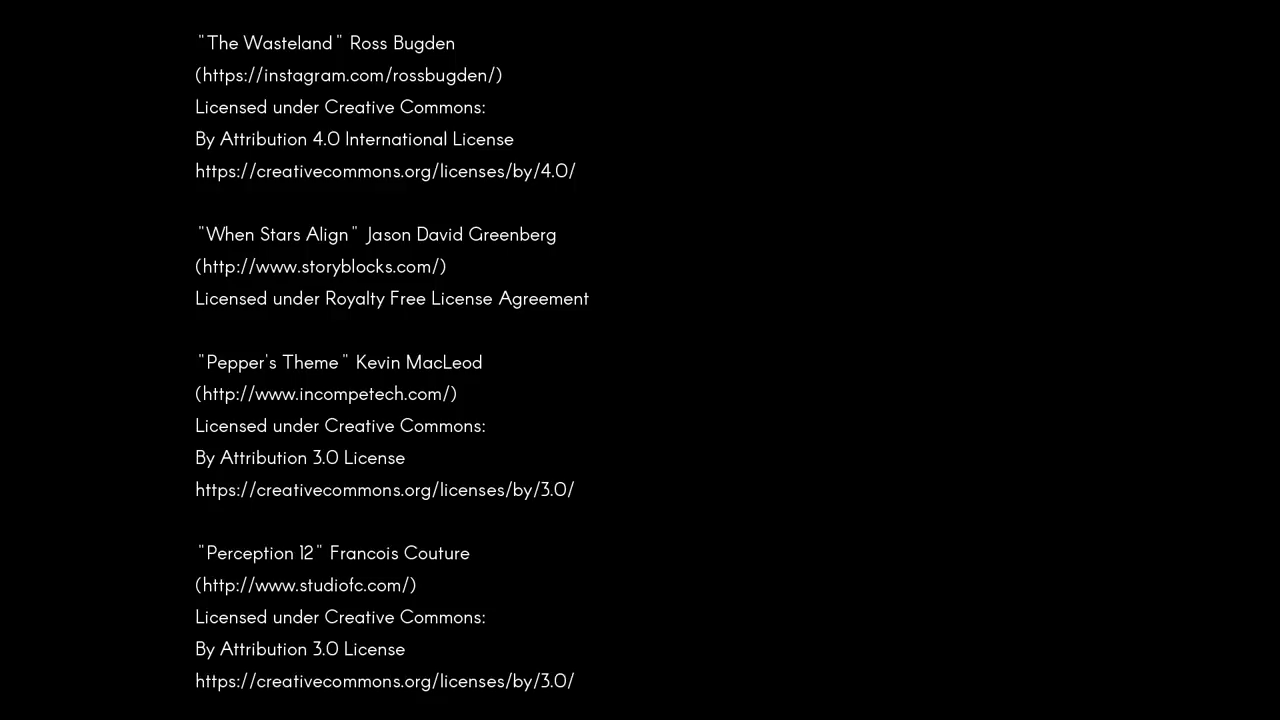 "The Wasteland" Ross Bugden
(https://instagram.com/rossbugden/)
Licensed under Creative Commons:
By Attribution 4.0 International License
https://creativecommons.org/licenses/by/4.0/
"When Stars Align" Jason David Greenberg
(http://www.storyblocks.com/)
Licensed under Royalty Free License Agreement
"Pepper's Theme" Kevin MacLeod
(http://www.incompetech.com/)
Licensed under Creative Commons:
By Attribution 3.0 License
https://creativecommons.org/licenses/by/3.0/
"Perception 12" Francois Couture
(http://www.studiofc.com/)
Licensed under Creative Commons:
By Attribution 3.0 License
https://creativecommons.org/licenses/by/3.0/